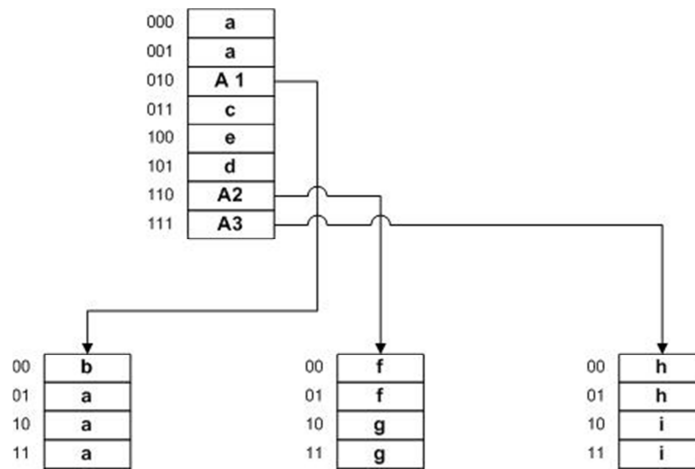 000 a
001 a
010 A 1
011 c
100 e
101 d
110 A2
111 A3
00 b
01 a
10 a
11 a
00 f
01 f
10 g
11 g
00 h
01 h
10 i
11 i